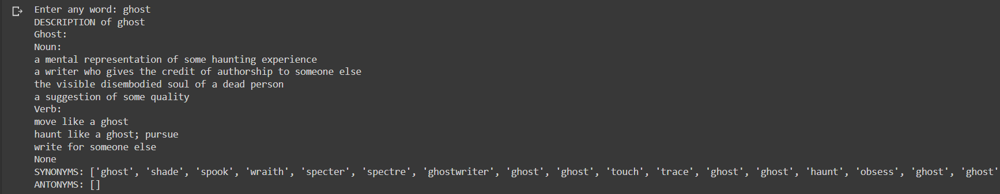 Enter any word: ghost
DESCRIPTION of ghost
Ghost:
Noun:
a mental representation of some haunting experience
a writer who gives the credit of authorship to someone else
the visible disembodied soul of a dead person
a suggestion of some quality
Verb:
move like a ghost
haunt like a ghost; pursue
write for someone else
None
SYNONYMS: ['ghost', 'shade', 'spook', 'wraith', 'specter', 'spectre', 'ghostwriter', 'ghost', 'ghost', 'touch', 'trace', 'ghost', 'ghost', 'haunt', 'obsess', 'ghost', 'ghost'
ANTONYMS: []